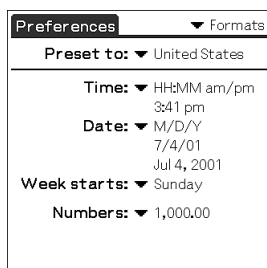 Preferences Formats
Preset to: United States
Time: HH:MM am/pm
3:41 pm
Date: M/D/Y
7/4/01
Jul 4, 2001
Week starts: Sunday
Numbers: 1,000.00